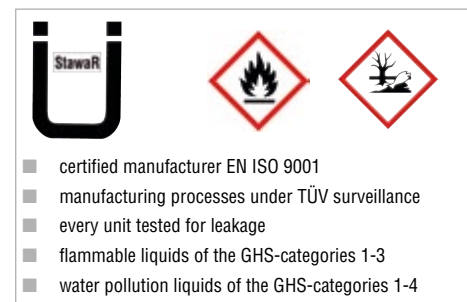 StawaR
certified manufacturer EN ISO 9001
manufacturing processes under TÜV surveillance
every unit tested for leakage
flammable liquids of the GHS-categories 1-3
water pollution liquids of the GHS-categories 1-4